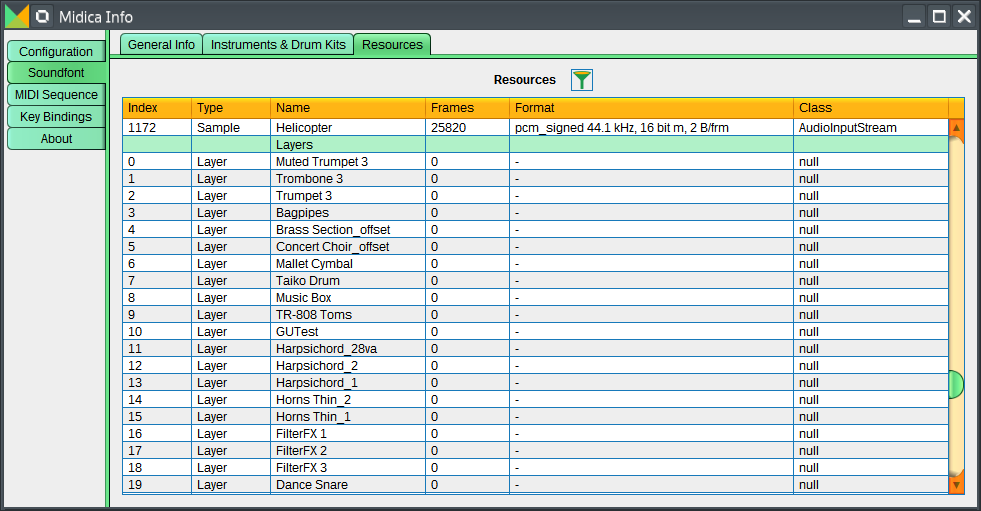 Midica Info
Configuration
Soundfont
MIDI Sequence
Key Bindings
About
General Info Instruments & Drum Kits Resources
Resources
Index Type Name Frames Format Class
1172 Sample Helicopter 25820 pcm_signed 44.1 kHz, 16 bit m, 2 B/frm AudioInputStream
Layers
0 Layer Muted Trumpet 3 0 - null
1 Layer Trombone 3 0 - null
2 Layer Trumpet 3 0 - null
3 Layer Bagpipes 0 - null
4 Layer Brass Section_offset 0 - null
5 Layer Concert Choir_offset 0 - null
6 Layer Mallet Cymbal 0 - null
7 Layer Taiko Drum 0 - null
8 Layer Music Box 0 - null
9 Layer TR-808 Toms 0 - null
10 Layer GUTest 0 - null
11 Layer Harpsichord_28va 0 - null
12 Layer Harpsichord_2 0 - null
13 Layer Harpsichord_1 0 - null
14 Layer Horns Thin_2 0 - null
15 Layer Horns Thin_1 0 - null
16 Layer FilterFX 1 0 - null
17 Layer FilterFX 2 0 - null
18 Layer FilterFX 3 0 - null
19 Layer Dance Snare 0 - null